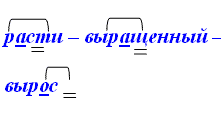 расти – выращенный –
вырос